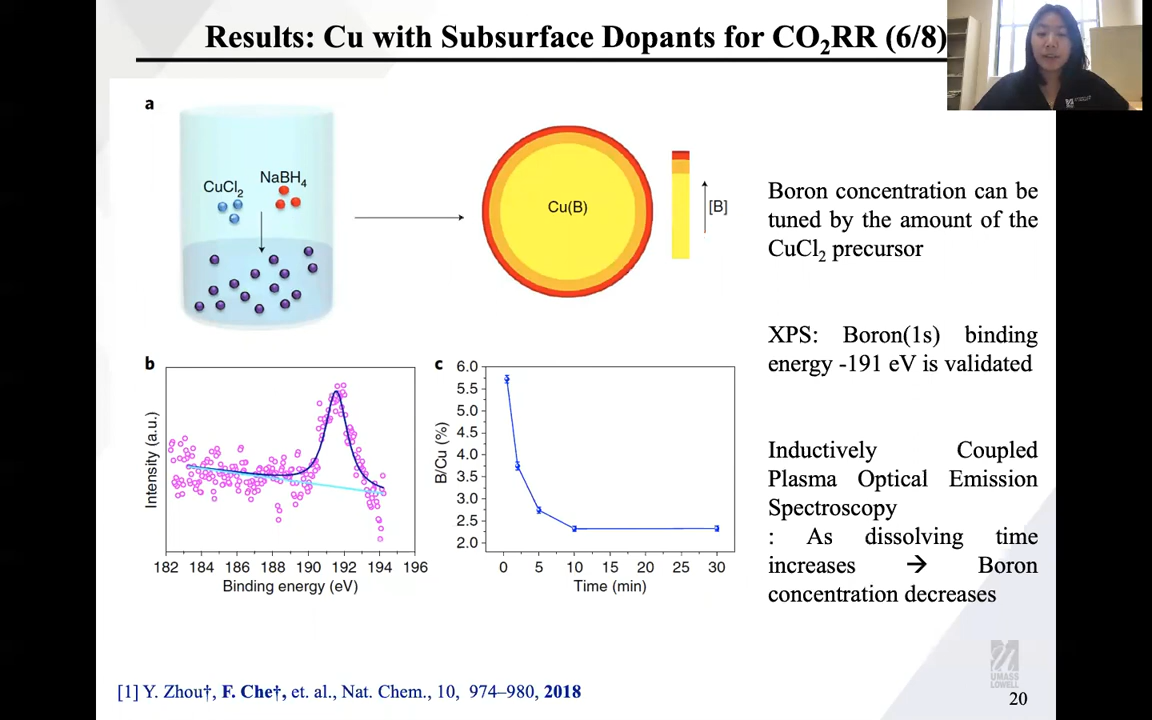 Results: Cu with Subsurface Dopants for CO₂RR (6/8)
a
CuCl₂
NaBH₄
Cu(B)
[B]
Boron concentration can be
tuned by the amount of the
CuCl₂ precursor
XPS: Boron(1s) binding
energy -191 eV is validated
Inductively Coupled
Plasma Optical Emission
Spectroscopy
: As dissolving time
increases → Boron
concentration decreases
b
Intensity (a.u.)
182 184 186 188 190 192 194 196
Binding energy (eV)
c
B/Cu (%)
6.0
5.5
5.0
4.5
4.0
3.5
3.0
2.5
2.0
0 5 10 15 20 25 30
Time (min)
[1] Y. Zhou†, F. Che†, et. al., Nat. Chem., 10, 974–980, 2018
UMASS
LOWELL
20